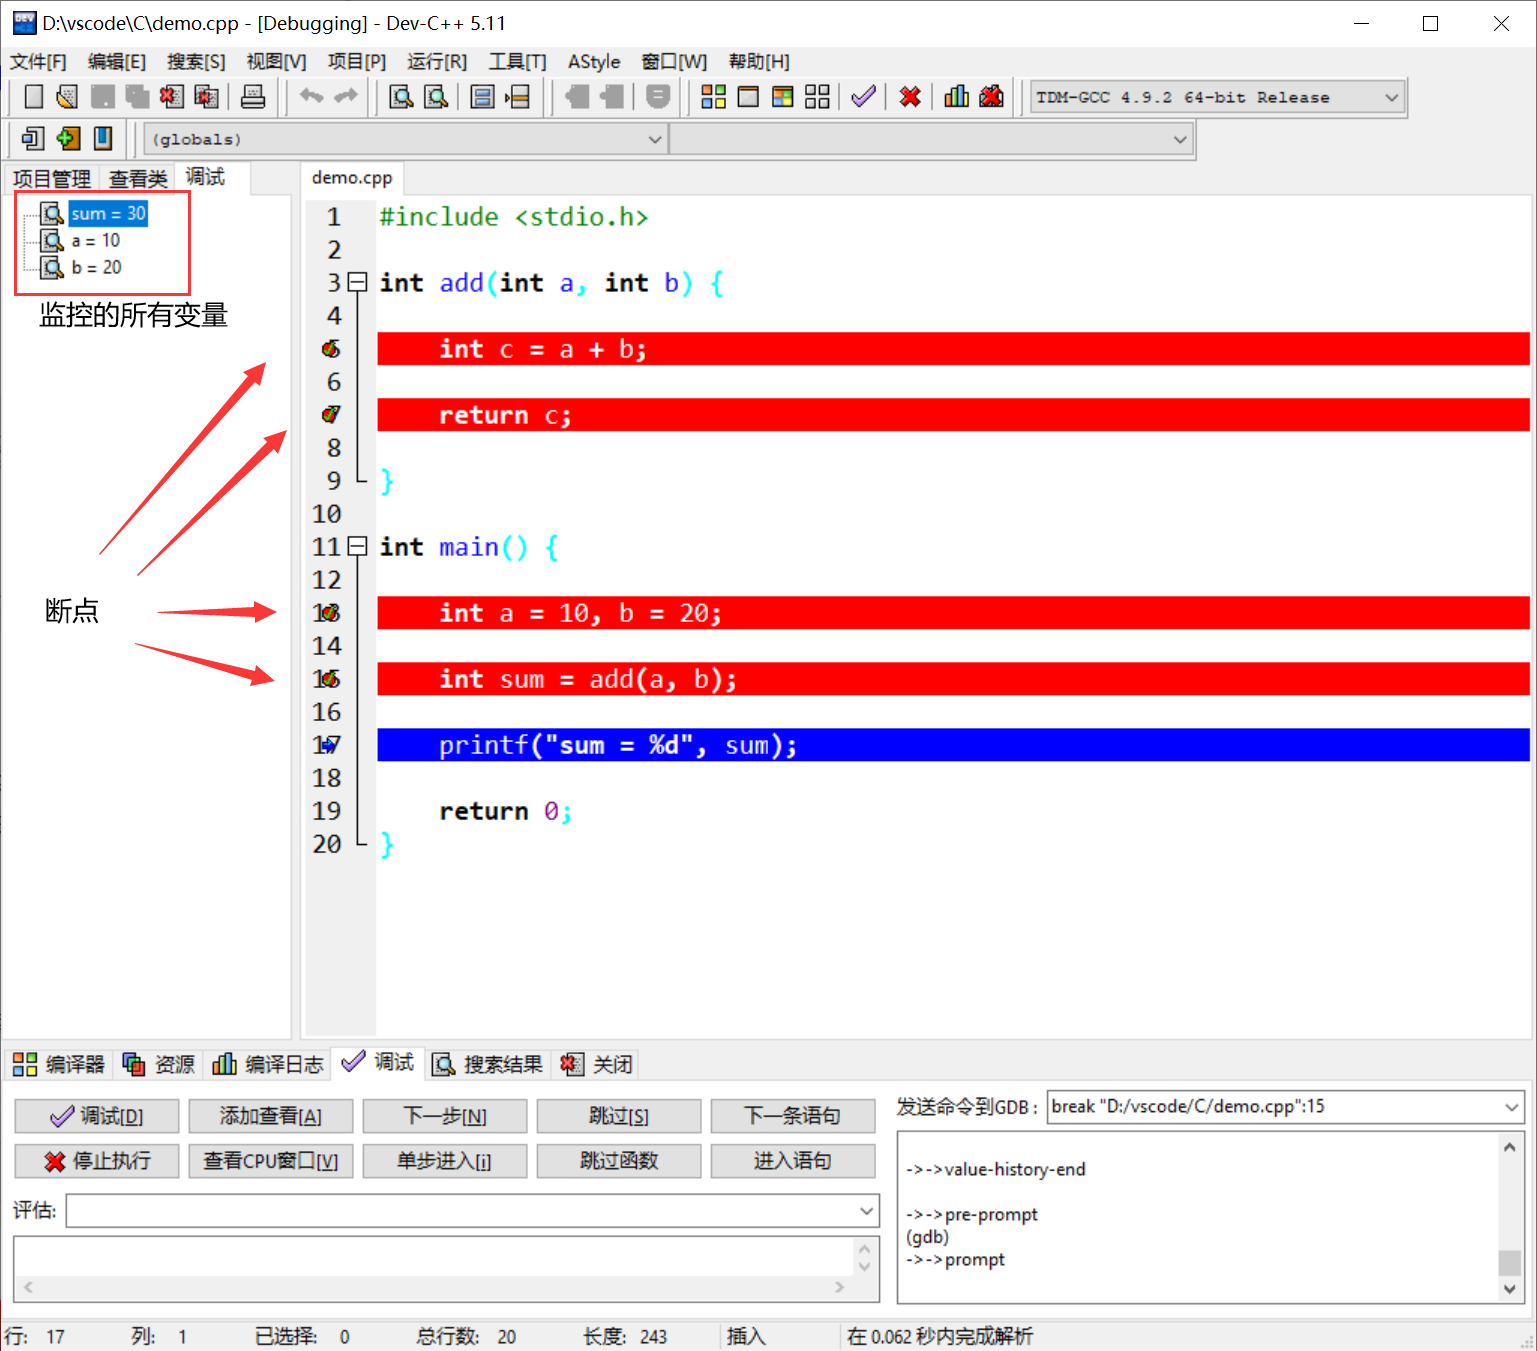 D:\vscode\C\demo.cpp - [Debugging] - Dev-C++ 5.11
文件[F] 编辑[E] 搜索[S] 视图[V] 项目[P] 运行[R] 工具[T] AStyle 窗口[W] 帮助[H]
TDM-GCC 4.9.2 64-bit Release
(globals)
项目管理 查看类 调试
sum = 30
a = 10
b = 20
监控的所有变量
断点
demo.cpp
1 #include <stdio.h>
2
3 int add(int a, int b) {
4
5 int c = a + b;
6
7 return c;
8
9 }
10
11 int main() {
12
13 int a = 10, b = 20;
14
15 int sum = add(a, b);
16
17 printf("sum = %d", sum);
18
19 return 0;
20 }
编译器 资源 编译日志 调试 搜索结果 关闭
调试[D] 添加查看[A] 下一步[N] 跳过[S] 下一条语句
停止执行 查看CPU窗口[V] 单步进入[i] 跳过函数 进入语句
评估:
发送命令到GDB: break "D:/vscode/C/demo.cpp":15
->->value-history-end
->->pre-prompt
(gdb)
->->prompt
行: 17 列: 1 已选择: 0 总行数: 20 长度: 243 插入 在 0.062 秒内完成解析